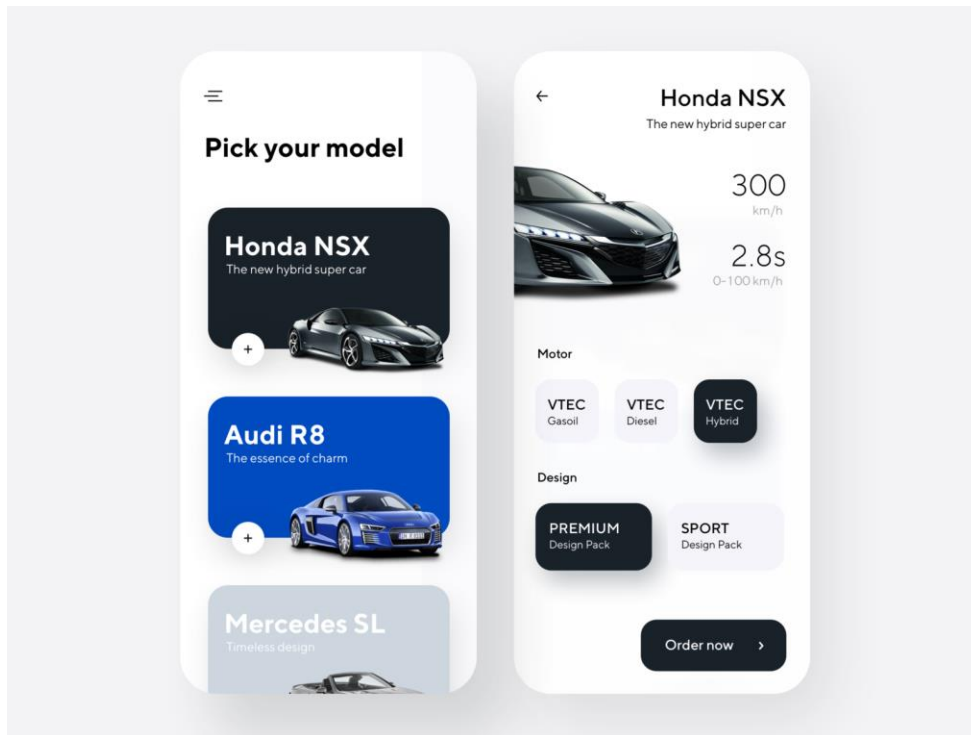 Pick your model
Honda NSX
The new hybrid super car
+
Audi R8
The essence of charm
+
Mercedes SL
Timeless design
←
Honda NSX
The new hybrid super car
300
km/h
2.8s
0-100 km/h
Motor
VTEC
Gasoil
VTEC
Diesel
VTEC
Hybrid
Design
PREMIUM
Design Pack
SPORT
Design Pack
Order now ›